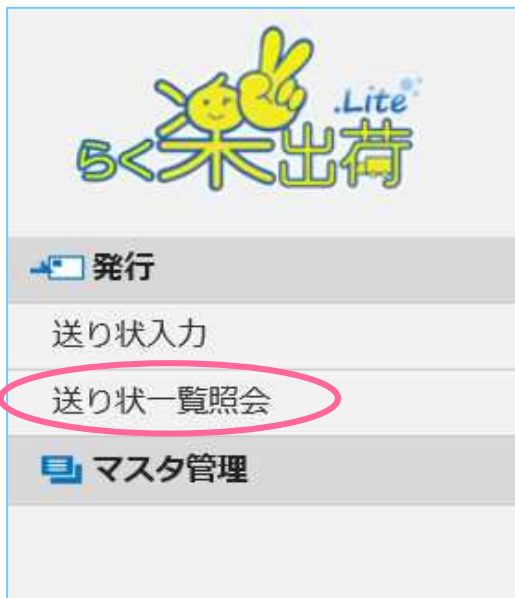 .Lite
らく楽出荷
発行
送り状入力
送り状一覧照会
マスタ管理